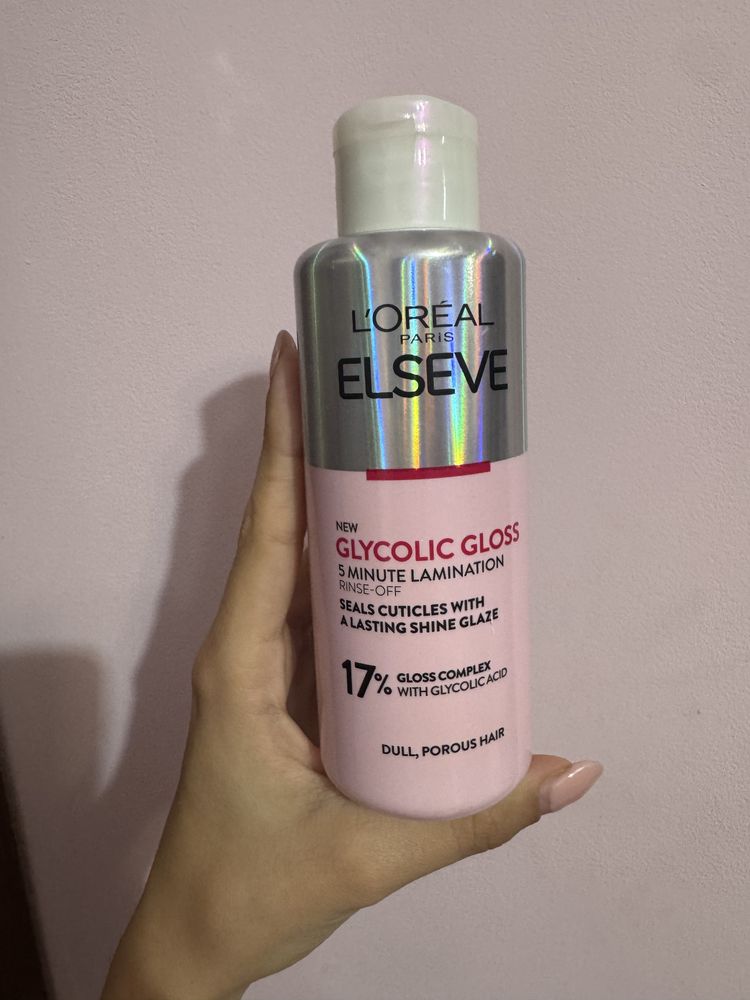 L'ORÉAL
PARIS
ELSEVE
NEW
GLYCOLIC GLOSS
5 MINUTE LAMINATION
RINSE-OFF
SEALS CUTICLES WITH
A LASTING SHINE GLAZE
17% GLOSS COMPLEX
WITH GLYCOLIC ACID
DULL, POROUS HAIR